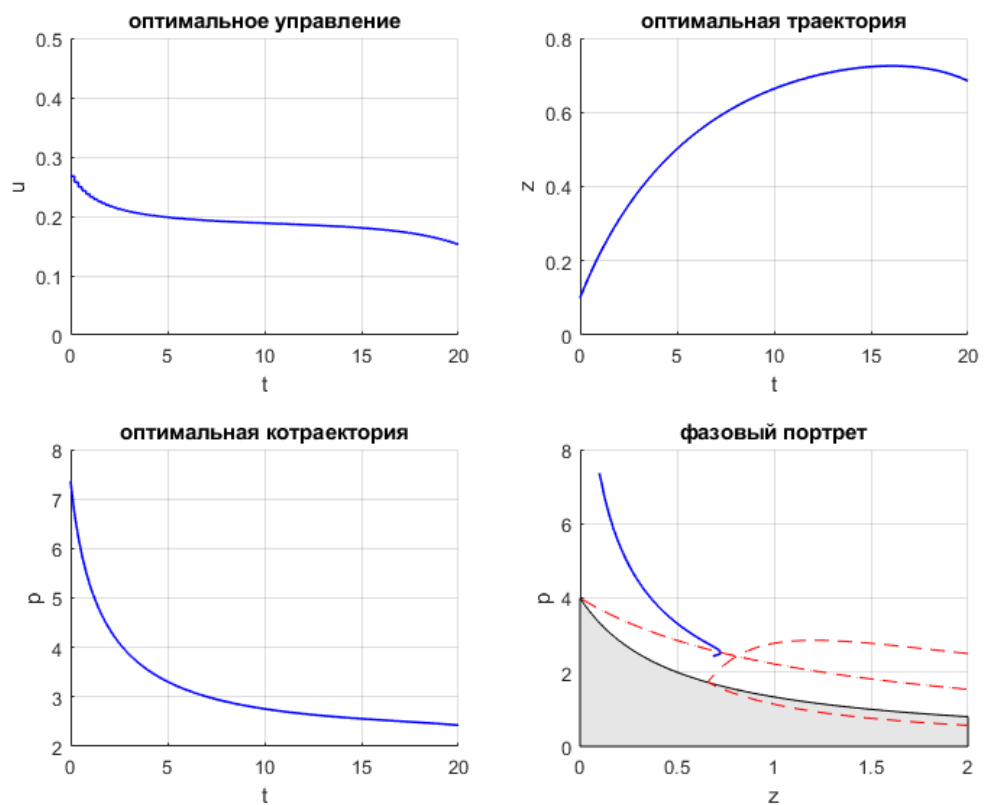 оптимальное управление
0.5
0.4
0.3
0.2
0.1
0
u
0 5 10 15 20
t
оптимальная траектория
0.8
0.6
0.4
0.2
0
z
0 5 10 15 20
t
оптимальная котраектория
8
7
6
5
4
3
2
p
0 5 10 15 20
t
фазовый портрет
8
6
4
2
0
p
0 0.5 1 1.5 2
z